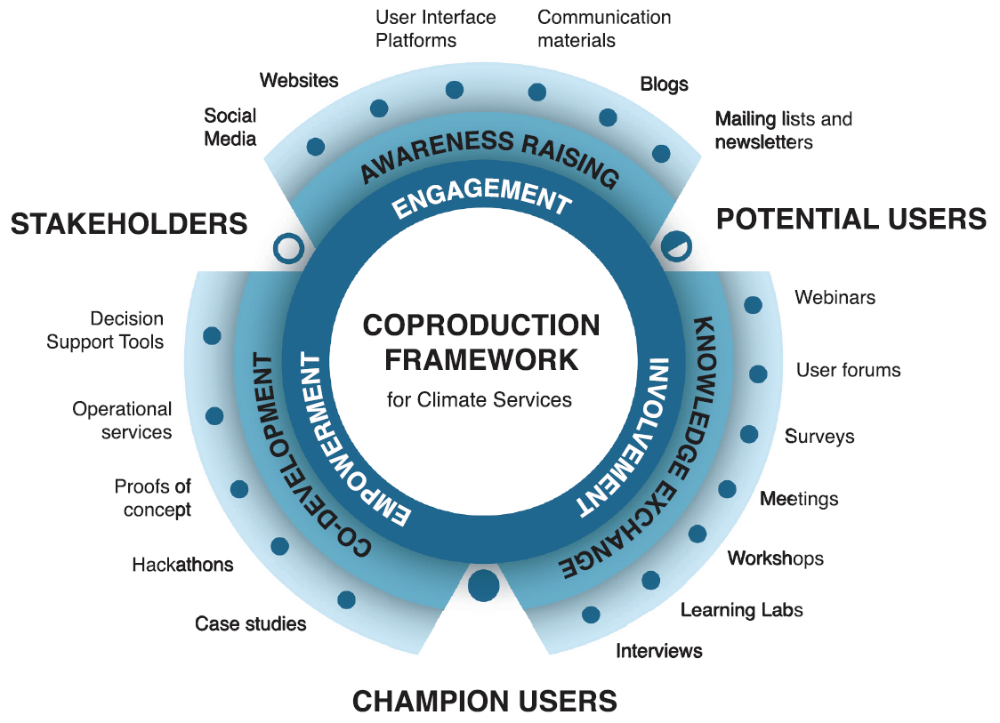 User Interface
Platforms
Communication
materials
Websites
Blogs
Social
Media
Mailing lists and
newsletters
AWARENESS RAISING
ENGAGEMENT
STAKEHOLDERS
POTENTIAL USERS
COPRODUCTION
FRAMEWORK
for Climate Services
INVOLVEMENT
KNOWLEDGE EXCHANGE
Webinars
User forums
Surveys
Meetings
Workshops
Learning Labs
Interviews
EMPOWERMENT
CO-DEVELOPMENT
Decision
Support Tools
Operational
services
Proofs of
concept
Hackathons
Case studies
CHAMPION USERS